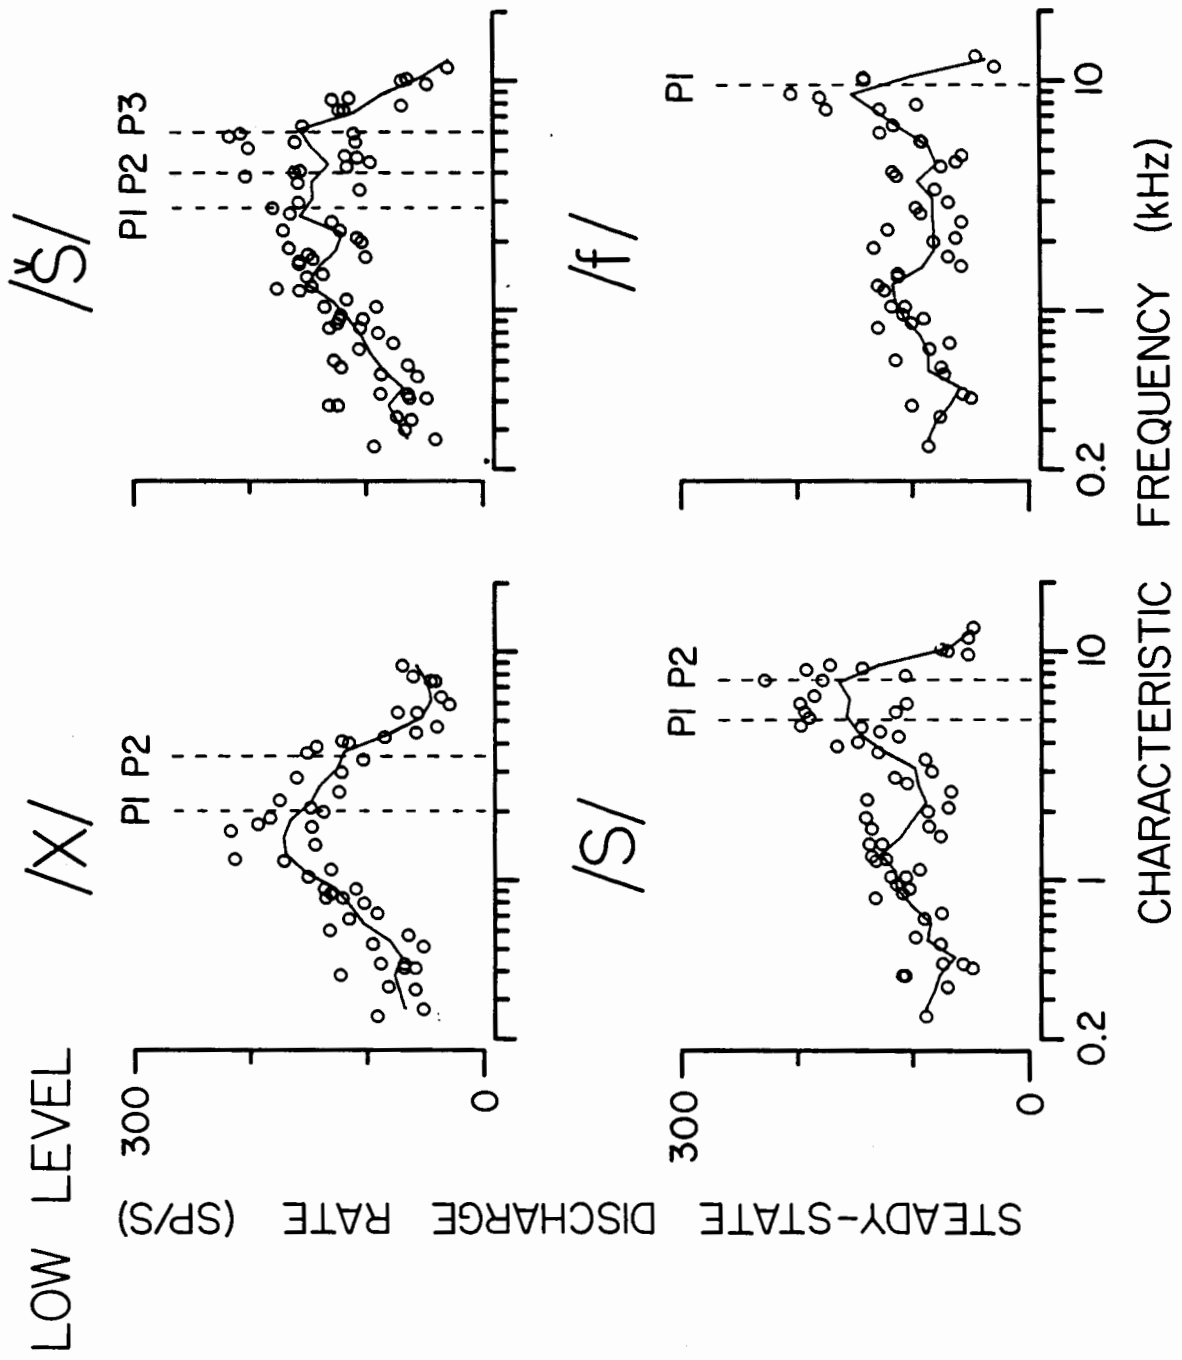 LOW LEVEL
/X/
/Š/
P1 P2
P1 P2 P3
300
0
/S/
/f/
P1 P2
P1
300
0
0.2 1 10
0.2 1 10
STEADY-STATE DISCHARGE RATE (SP/S)
CHARACTERISTIC FREQUENCY (kHz)